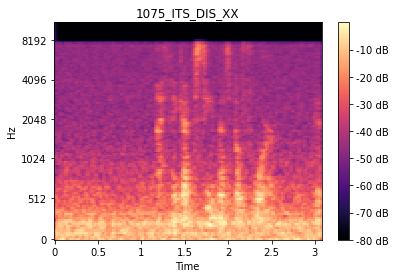 1075_ITS_DIS_XX
8192
4096
2048
1024
512
0
Hz
0
0.5
1
1.5
2
2.5
3
Time
-10 dB
-20 dB
-30 dB
-40 dB
-50 dB
-60 dB
-70 dB
-80 dB